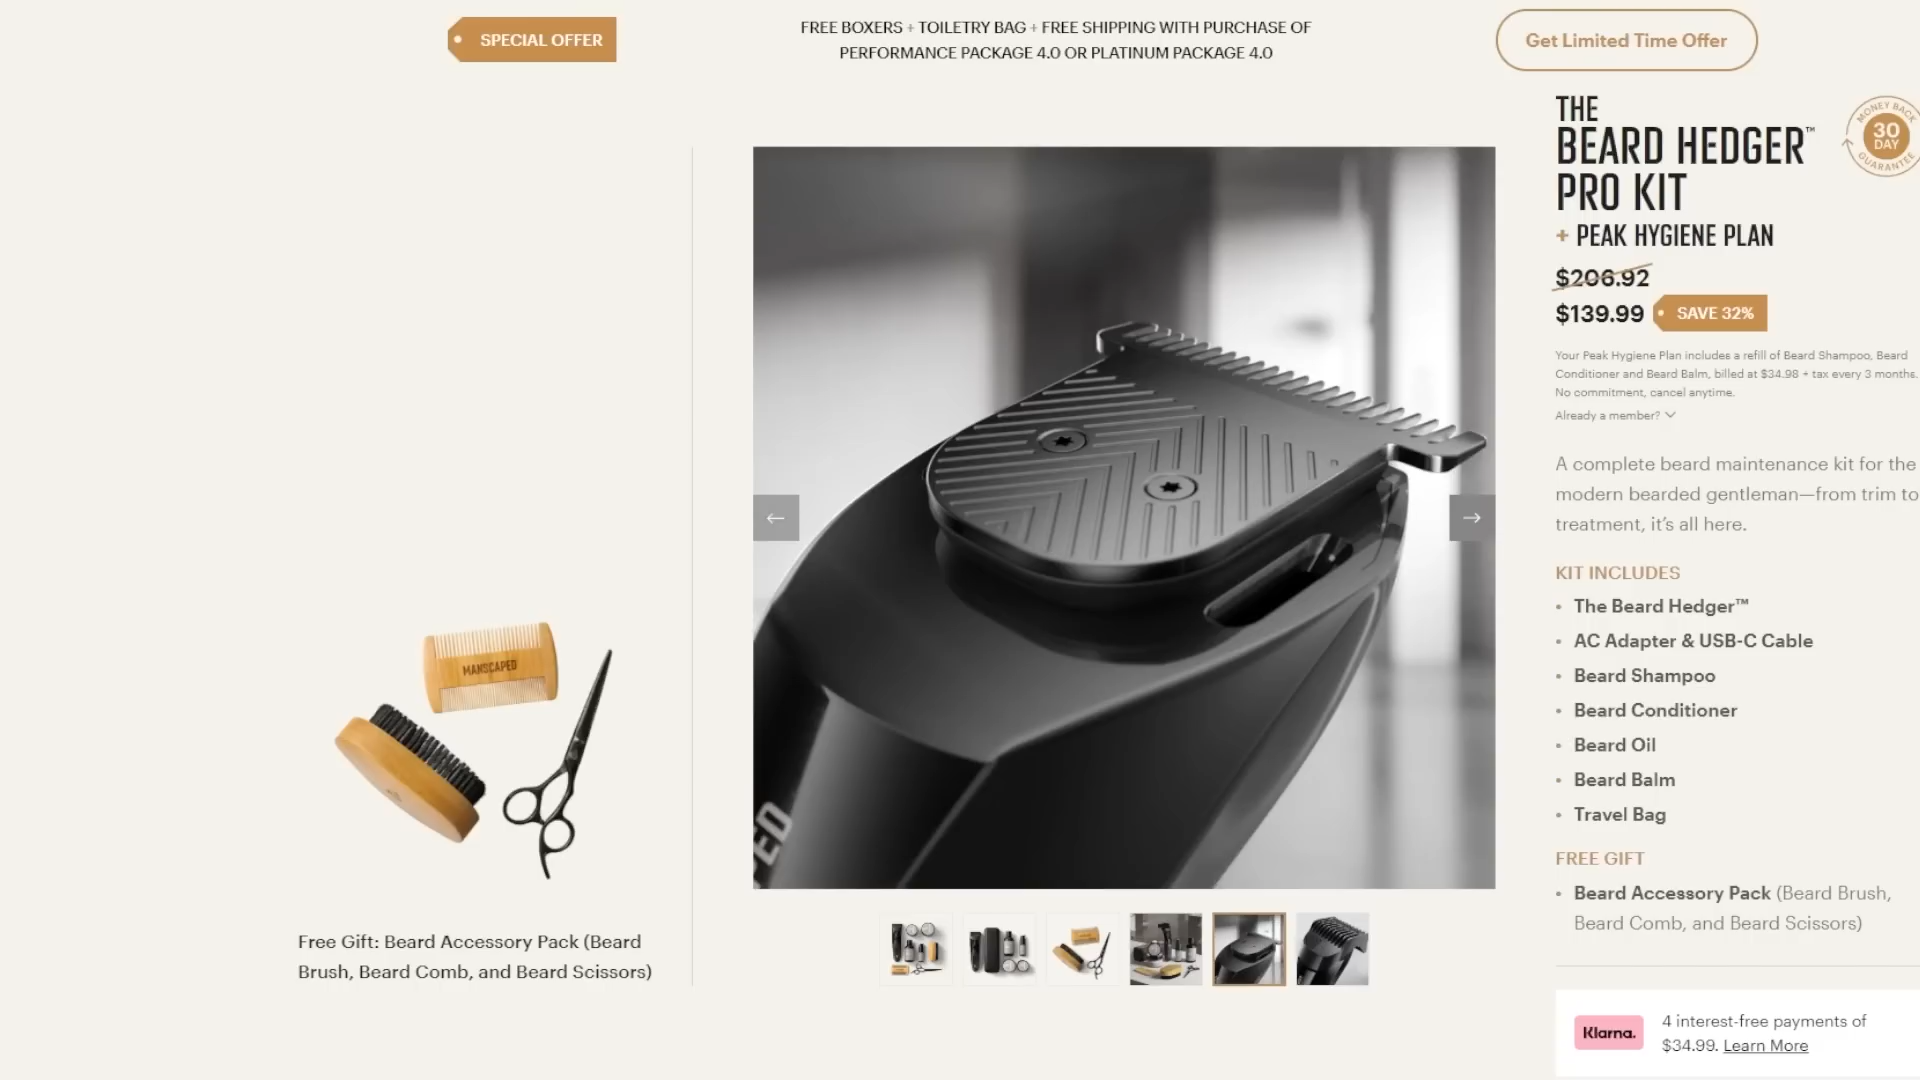 SPECIAL OFFER
FREE BOXERS + TOILETRY BAG + FREE SHIPPING WITH PURCHASE OF
PERFORMANCE PACKAGE 4.0 OR PLATINUM PACKAGE 4.0
Get Limited Time Offer
THE
BEARD HEDGER™
PRO KIT
+ PEAK HYGIENE PLAN
MONEY BACK
30
DAY
GUARANTEE
$206.92
$139.99
SAVE 32%
Your Peak Hygiene Plan includes a refill of Beard Shampoo, Beard
Conditioner and Beard Balm, billed at $34.98 + tax every 3 months.
No commitment, cancel anytime.
Already a member?
A complete beard maintenance kit for the
modern bearded gentleman—from trim to
treatment, it's all here.
KIT INCLUDES
• The Beard Hedger™
• AC Adapter & USB-C Cable
• Beard Shampoo
• Beard Conditioner
• Beard Oil
• Beard Balm
• Travel Bag
FREE GIFT
• Beard Accessory Pack (Beard Brush,
Beard Comb, and Beard Scissors)
Klarna.
4 interest-free payments of
$34.99. Learn More
MANSCAPED
PED
Free Gift: Beard Accessory Pack (Beard
Brush, Beard Comb, and Beard Scissors)